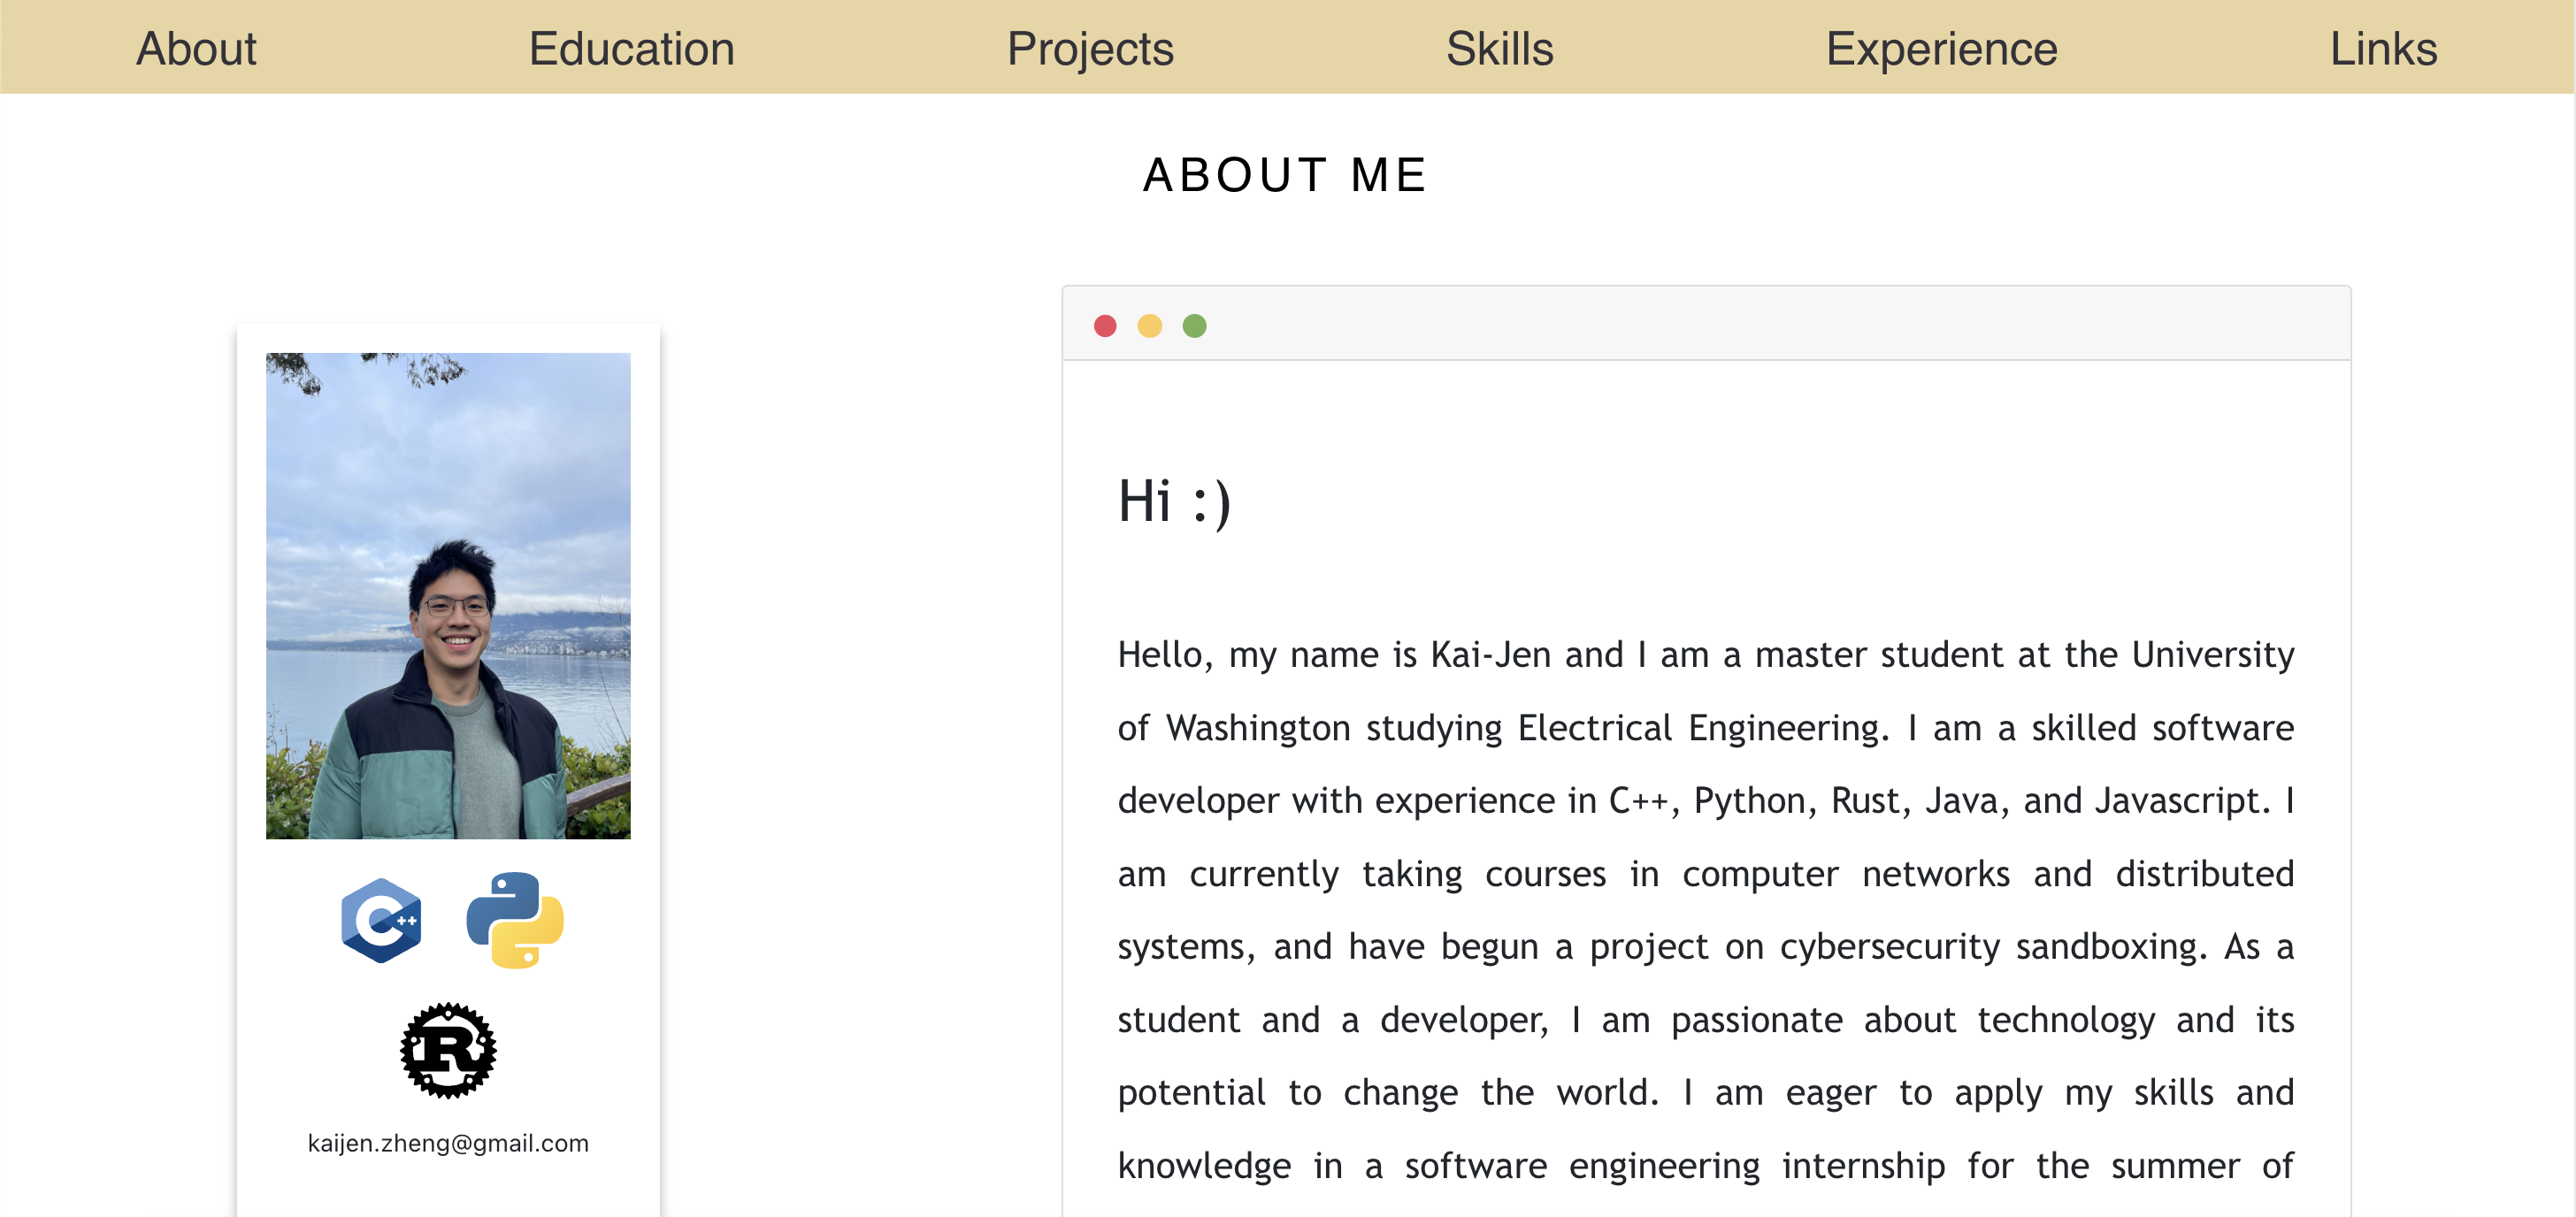 About Education Projects Skills Experience Links
ABOUT ME
C++
R
kaijen.zheng@gmail.com
Hi :)
Hello, my name is Kai-Jen and I am a master student at the University
of Washington studying Electrical Engineering. I am a skilled software
developer with experience in C++, Python, Rust, Java, and Javascript. I
am currently taking courses in computer networks and distributed
systems, and have begun a project on cybersecurity sandboxing. As a
student and a developer, I am passionate about technology and its
potential to change the world. I am eager to apply my skills and
knowledge in a software engineering internship for the summer of